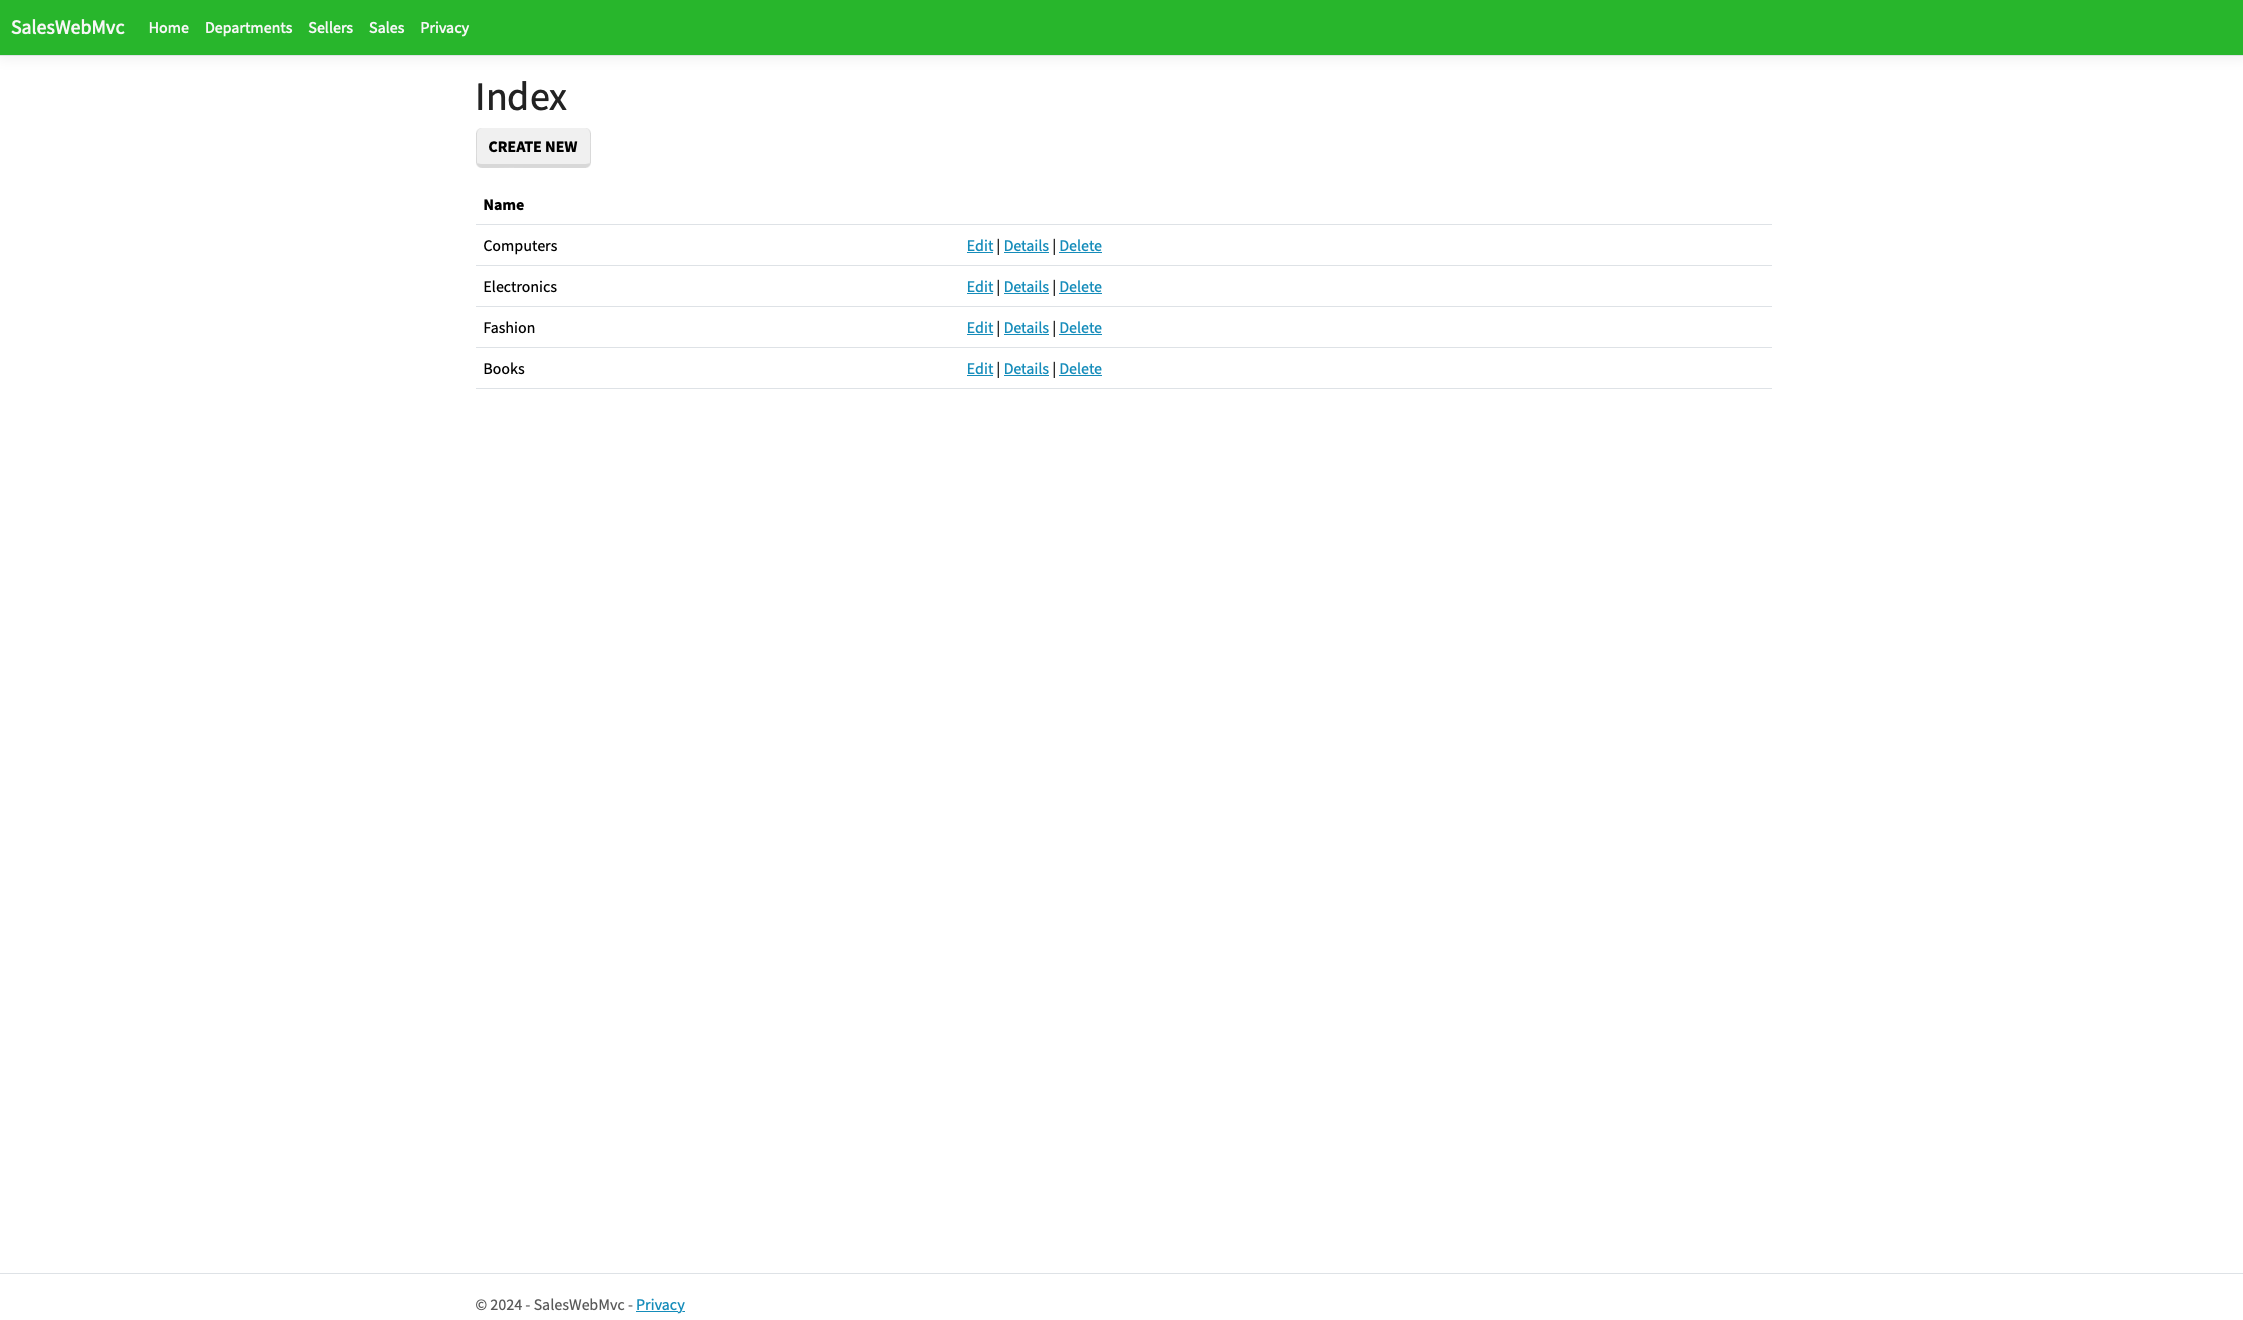 SalesWebMvc Home Departments Sellers Sales Privacy
Index
CREATE NEW
Name
Computers Edit | Details | Delete
Electronics Edit | Details | Delete
Fashion Edit | Details | Delete
Books Edit | Details | Delete
© 2024 - SalesWebMvc - Privacy